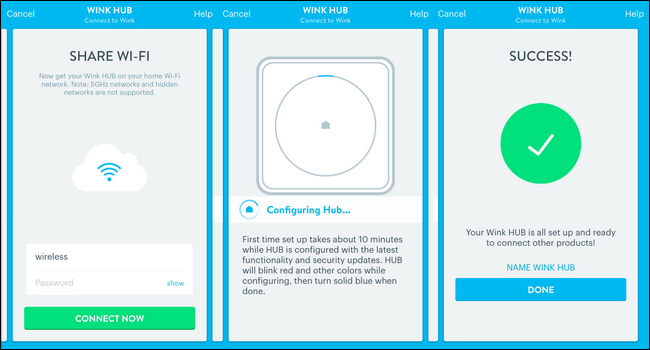 Cancel
WINK HUB
Connect to Wink
Help
SHARE WI-FI
Now get your Wink HUB on your home Wi-Fi
network. Note: 5GHz networks and hidden
networks are not supported.
wireless
Password
show
CONNECT NOW
Cancel
WINK HUB
Connect to Wink
Help
Configuring Hub...
First time set up takes about 10 minutes
while HUB is configured with the latest
functionality and security updates. HUB
will blink red and other colors while
configuring, then turn solid blue when
done.
Cancel
WINK HUB
Connect to Wink
Help
SUCCESS!
Your Wink HUB is all set up and ready
to connect other products!
NAME WINK HUB
DONE